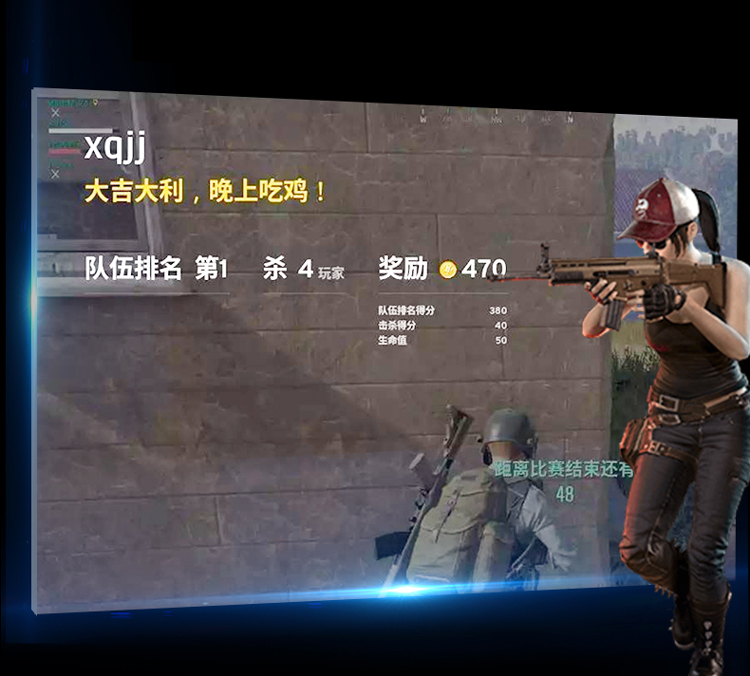 W
N
xqjj
大吉大利，晚上吃鸡！
队伍排名 第1 杀 4 玩家 奖励 470
队伍排名得分 380
击杀得分 40
生命值 50
距离比赛结束还有
48